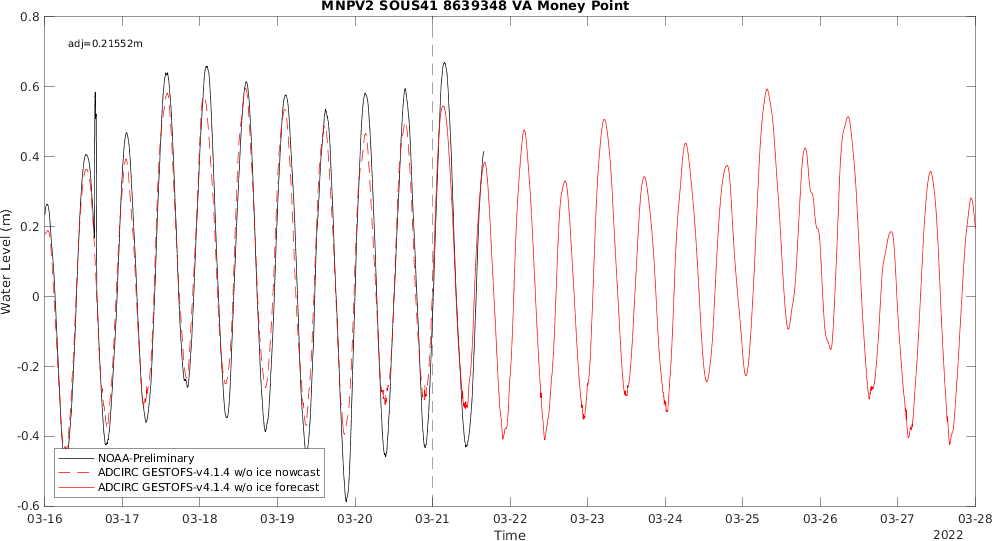 MNPV2 SOUS41 8639348 VA Money Point
adj=0.21552m
0.8
0.6
0.4
0.2
0
-0.2
-0.4
-0.6
Water Level (m)
NOAA-Preliminary
ADCIRC GESTOFS-v4.1.4 w/o ice nowcast
ADCIRC GESTOFS-v4.1.4 w/o ice forecast
03-16 03-17 03-18 03-19 03-20 03-21 03-22 03-23 03-24 03-25 03-26 03-27 03-28
Time
2022